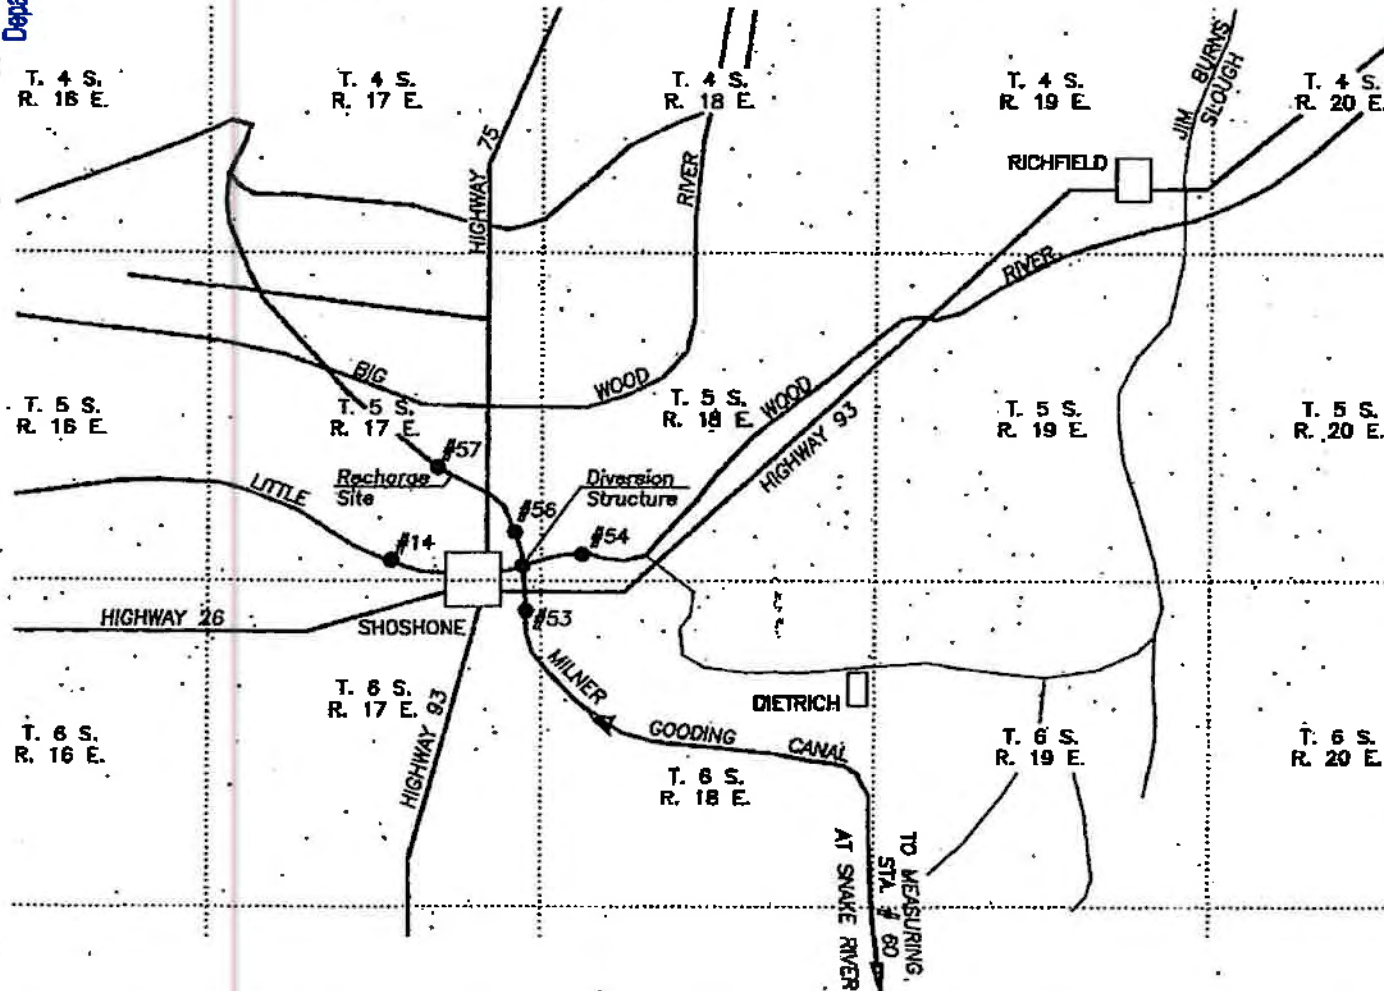 Depa
T. 4 S.
R. 16 E.
T. 4 S.
R. 17 E.
T. 4 S.
R. 18 E.
T. 4 S.
R. 19 E.
T. 4 S.
R. 20 E.
JIM BURNS
SLOUGH
HIGHWAY 75
RIVER
RICHFIELD
RIVER
BIG
WOOD
WOOD
HIGHWAY 93
T. 5 S.
R. 16 E.
T. 5 S.
R. 17 E.
T. 5 S.
R. 18 E.
T. 5 S.
R. 19 E.
T. 5 S.
R. 20 E.
#57
LITTLE
Recharge
Site
Diversion
Structure
#56
#54
#14
#53
HIGHWAY 26
SHOSHONE
MILNER
GOODING
CANAL
DIETRICH
HIGHWAY 93
T. 6 S.
R. 16 E.
T. 6 S.
R. 17 E.
T. 6 S.
R. 18 E.
T. 6 S.
R. 19 E.
T. 6 S.
R. 20 E.
TO MEASURING
STA. # 60
AT SNAKE RIVER